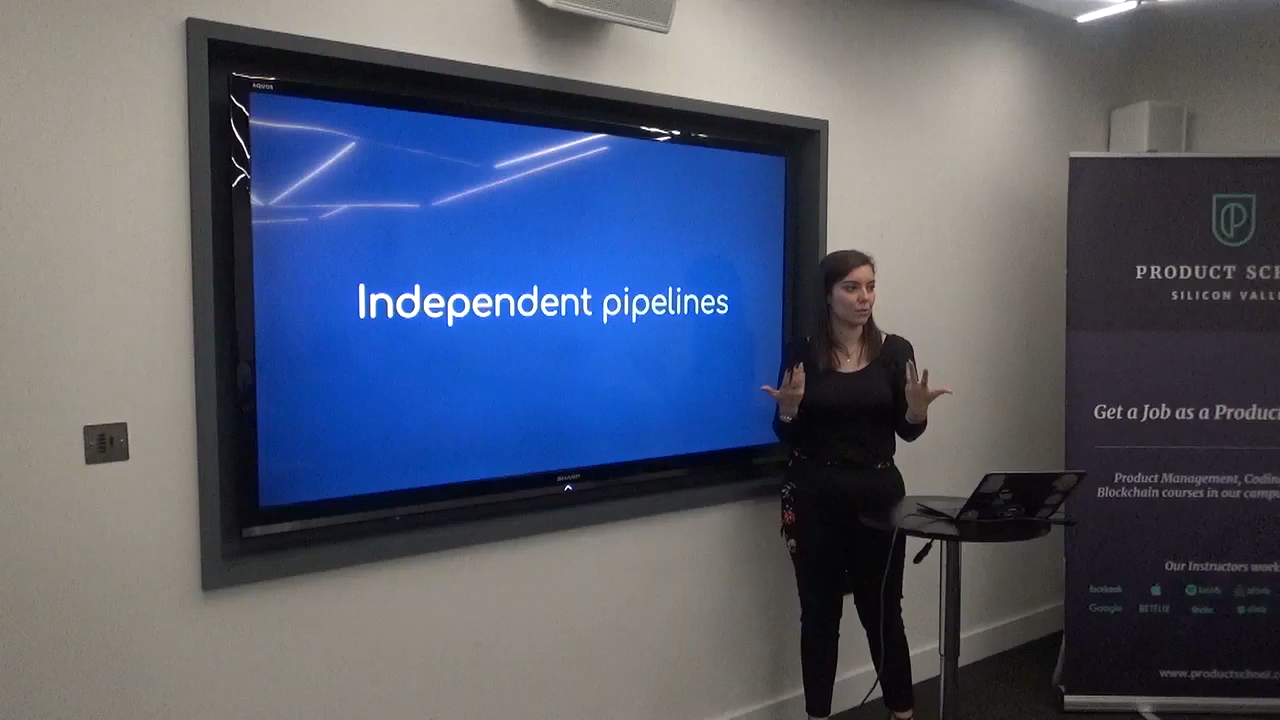 AQUOS
Independent pipelines
SHARP
PRODUCT SCH
SILICON VALL
Get a Job as a Product
Product Management, Codin
Blockchain courses in our camp
Our Instructors work
facebook
Google NETFLIX
www.productschool.c